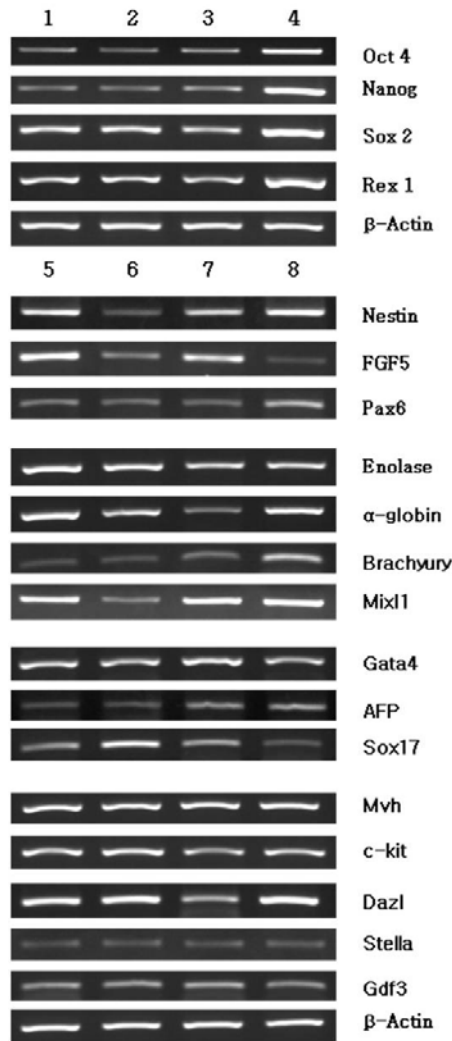 1 2 3 4
Oct 4
Nanog
Sox 2
Rex 1
β-Actin
5 6 7 8
Nestin
FGF5
Pax6
Enolase
α-globin
Brachyury
Mixl1
Gata4
AFP
Sox17
Mvh
c-kit
Dazl
Stella
Gdf3
β-Actin